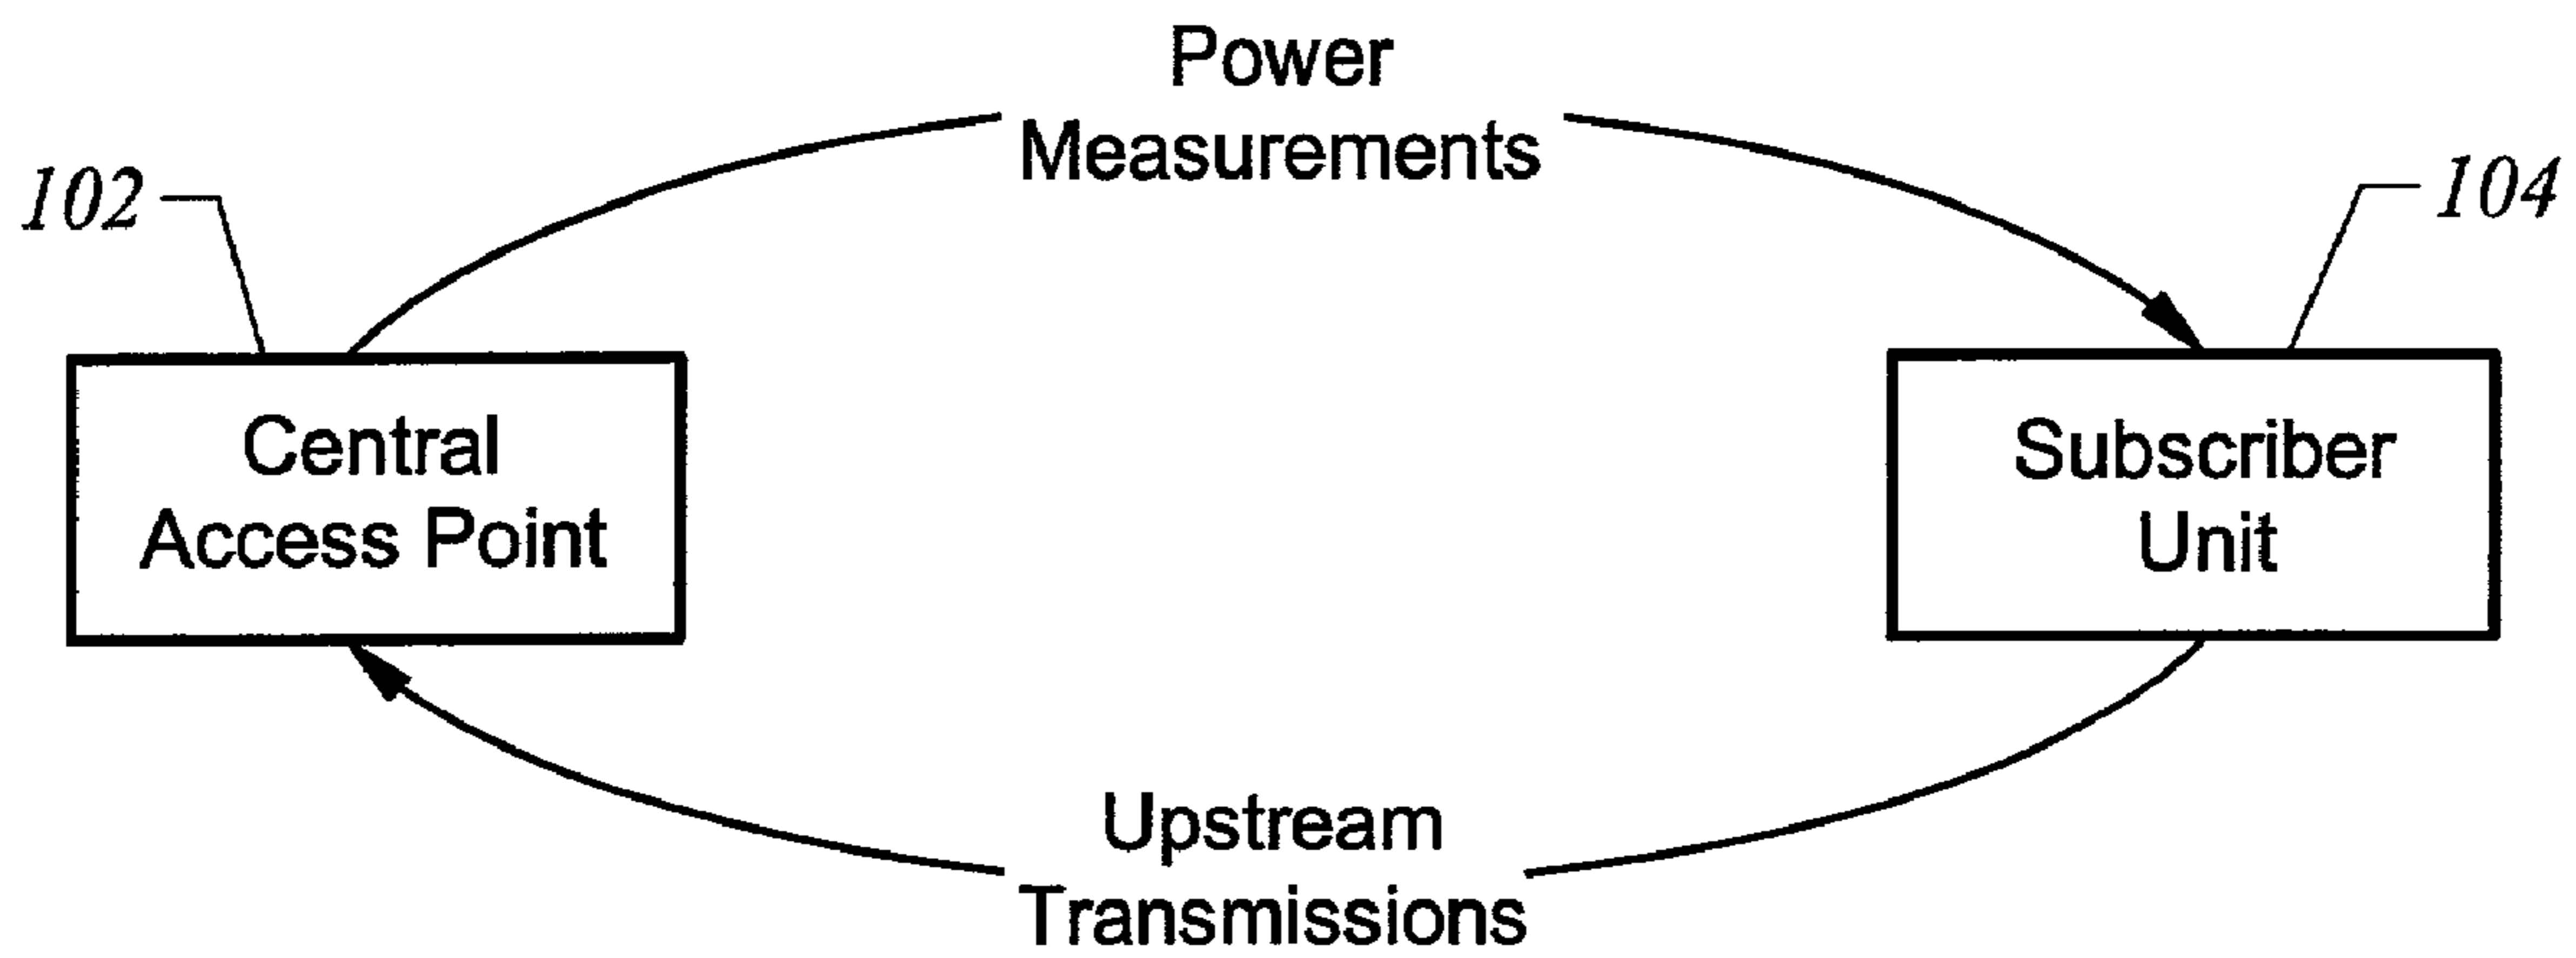 Power
Measurements
102
104
Central
Access Point
Subscriber
Unit
Upstream
Transmissions